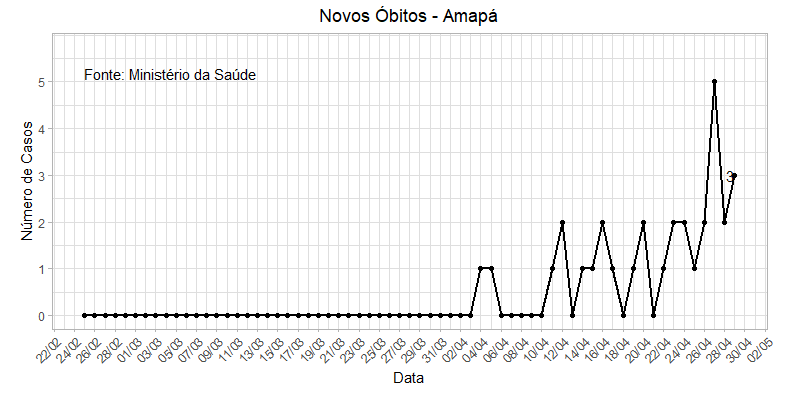 Novos Óbitos - Amapá
Fonte: Ministério da Saúde
Número de Casos
5
4
3
2
1
0
3
22/02 24/02 26/02 28/02 01/03 03/03 05/03 07/03 09/03 11/03 13/03 15/03 17/03 19/03 21/03 23/03 25/03 27/03 29/03 31/03 02/04 04/04 06/04 08/04 10/04 12/04 14/04 16/04 18/04 20/04 22/04 24/04 26/04 28/04 30/04 02/05
Data